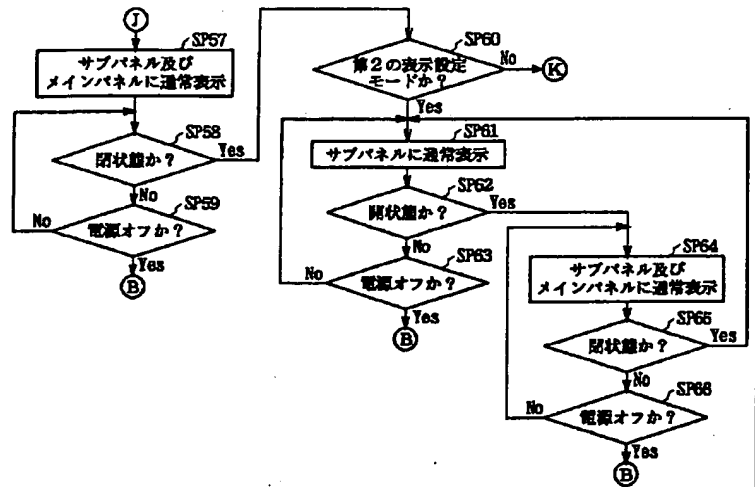 J
SP57
サブパネル及び
メインパネルに通常表示
SP58
閉状態か?
Yes
No
SP59
電源オフか?
No
Yes
B
SP60
第2の表示設定
モードか?
No
K
Yes
SP61
サブパネルに通常表示
SP62
開状態か?
Yes
No
SP63
電源オフか?
No
Yes
B
SP64
サブパネル及び
メインパネルに通常表示
SP65
閉状態か?
Yes
No
SP66
電源オフか?
No
Yes
B